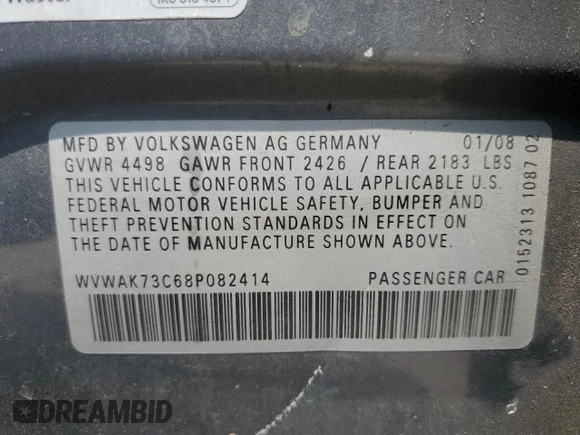 MFD BY VOLKSWAGEN AG GERMANY 01/08
GVWR 4498 GAWR FRONT 2426 / REAR 2183 LBS
THIS VEHICLE CONFORMS TO ALL APPLICABLE U.S.
FEDERAL MOTOR VEHICLE SAFETY, BUMPER AND
THEFT PREVENTION STANDARDS IN EFFECT ON
THE DATE OF MANUFACTURE SHOWN ABOVE.
WVWAK73C68P082414 PASSENGER CAR
0152313 1087 02
DREAMBID